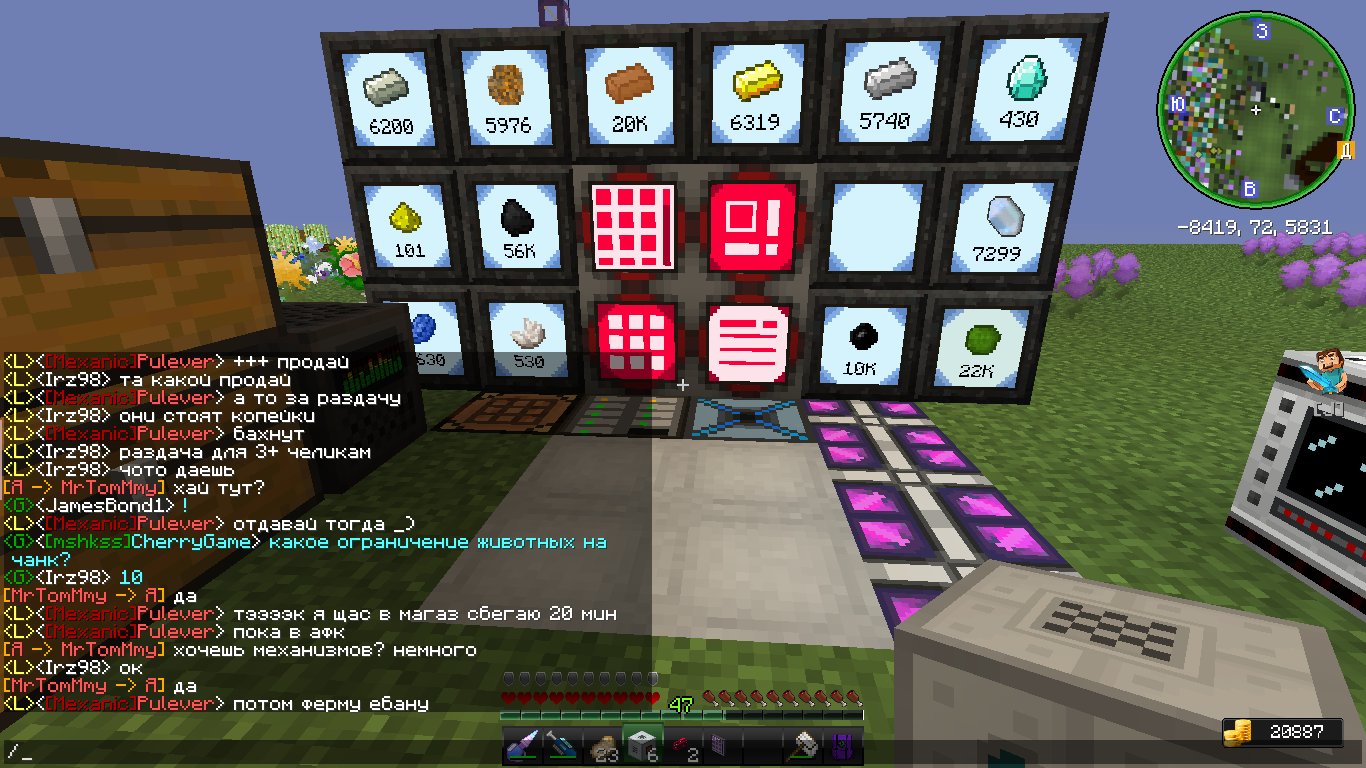 6200
5976
20K
6319
5740
430
101
56K
7299
630
530
10K
22K
З
Ю
С
Д
В
-8419, 72, 5831
<L><[Mexanic]Pulever> +++ продай
<L><Irz98> та какой продай
<L><[Mexanic]Pulever> а то за раздачу
<L><Irz98> они стоят копейки
<L><[Mexanic]Pulever> бахнут
<L><Irz98> раздача для 3+ челикам
<L><Irz98> чото даешь
[Я -> MrTomMmy] хай тут?
<G><JamesBond1> !
<L><[Mexanic]Pulever> отдавай тогда _)
<G><[mshkss]CherryGame> какое ограничение животных на
чанк?
<G><Irz98> 10
[MrTomMmy -> Я] да
<L><[Mexanic]Pulever> тэээээк я щас в магаз сбегаю 20 мин
<L><[Mexanic]Pulever> пока в афк
[Я -> MrTomMmy] хочешь механизмов? немного
<L><Irz98> ок
[MrTomMmy -> Я] да
<L><[Mexanic]Pulever> потом ферму ебану
47
23
6
2
20887
/_